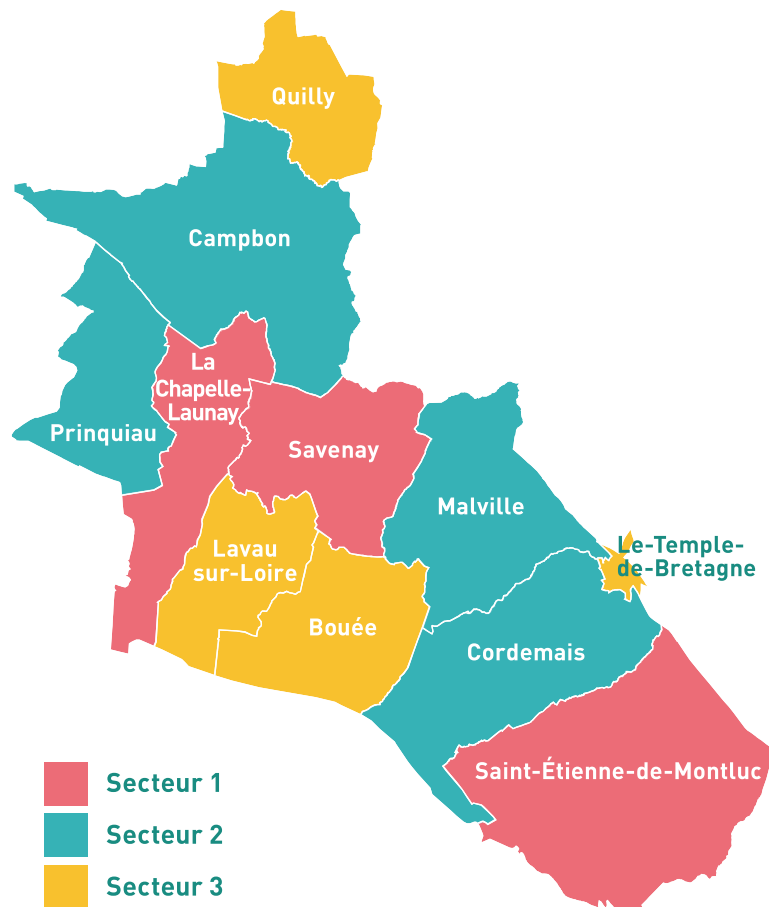 Quilly
Campbon
La
Chapelle-
Launay
Prinquiau
Savenay
Malville
Le-Temple-
de-Bretagne
Lavau
sur-Loire
Bouée
Cordemais
Saint-Étienne-de-Montluc
Secteur 1
Secteur 2
Secteur 3